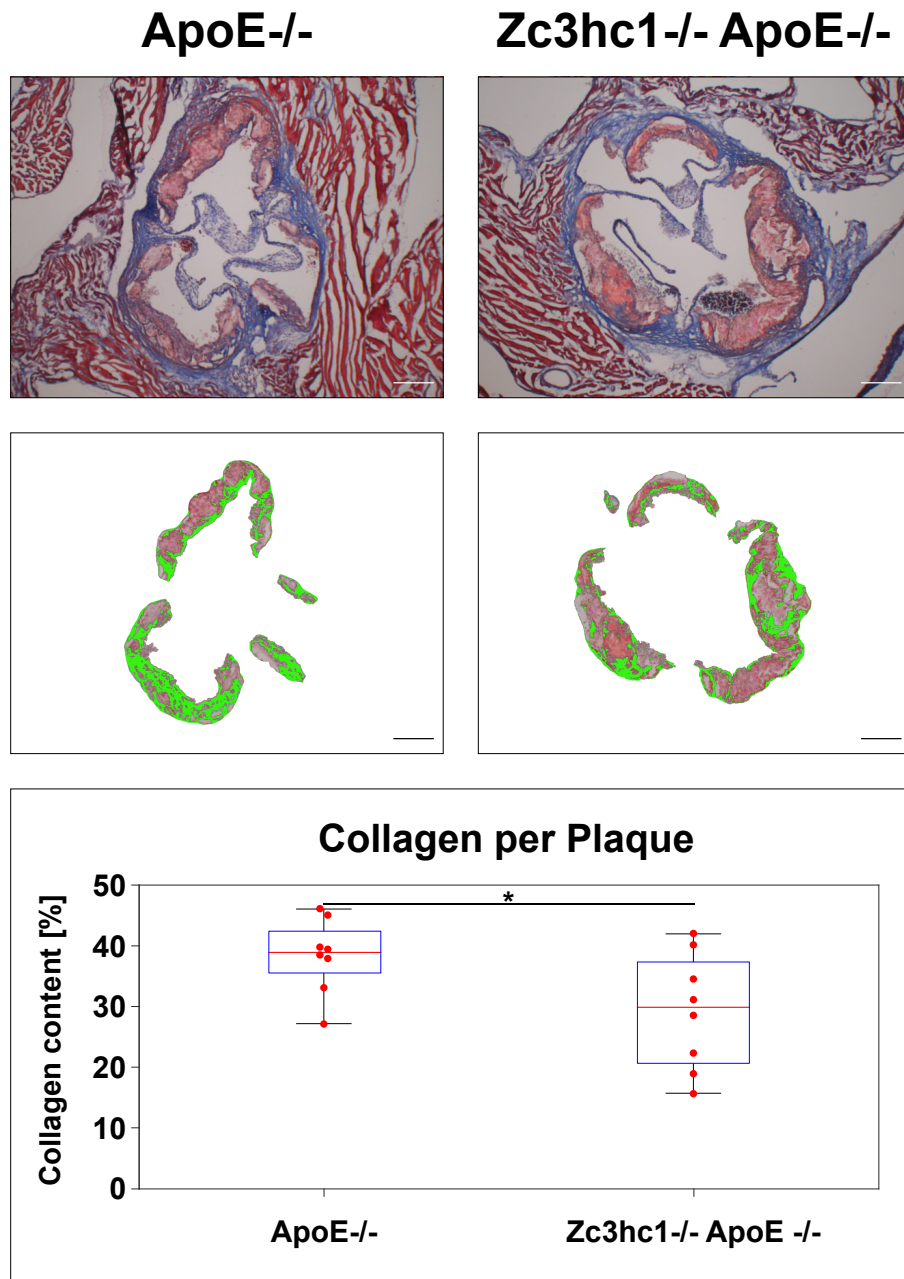 ApoE-/- Zc3hc1-/- ApoE-/-
Collagen per Plaque
Collagen content [%]
50
40
30
20
10
0
*
ApoE-/- Zc3hc1-/- ApoE -/-